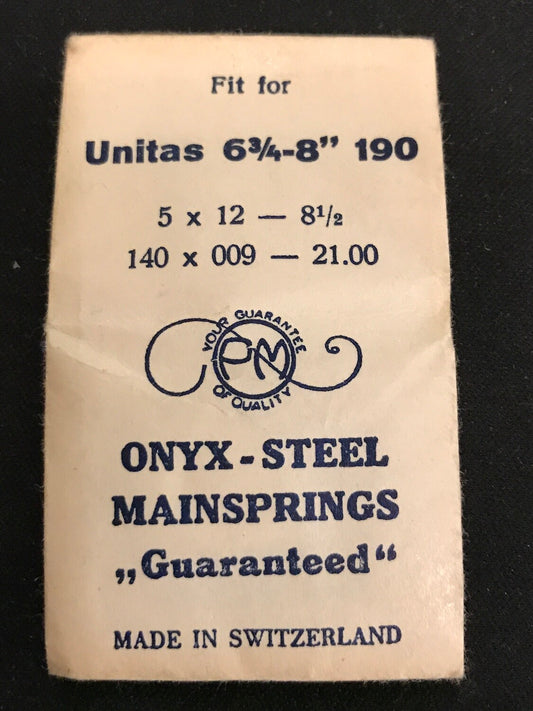 Fit for
Unitas 6¾-8” 190
5 x 12 — 8½
140 x 009 — 21.00
YOUR GUARANTEE
PM
OF QUALITY
ONYX-STEEL
MAINSPRINGS
„Guaranteed“
MADE IN SWITZERLAND